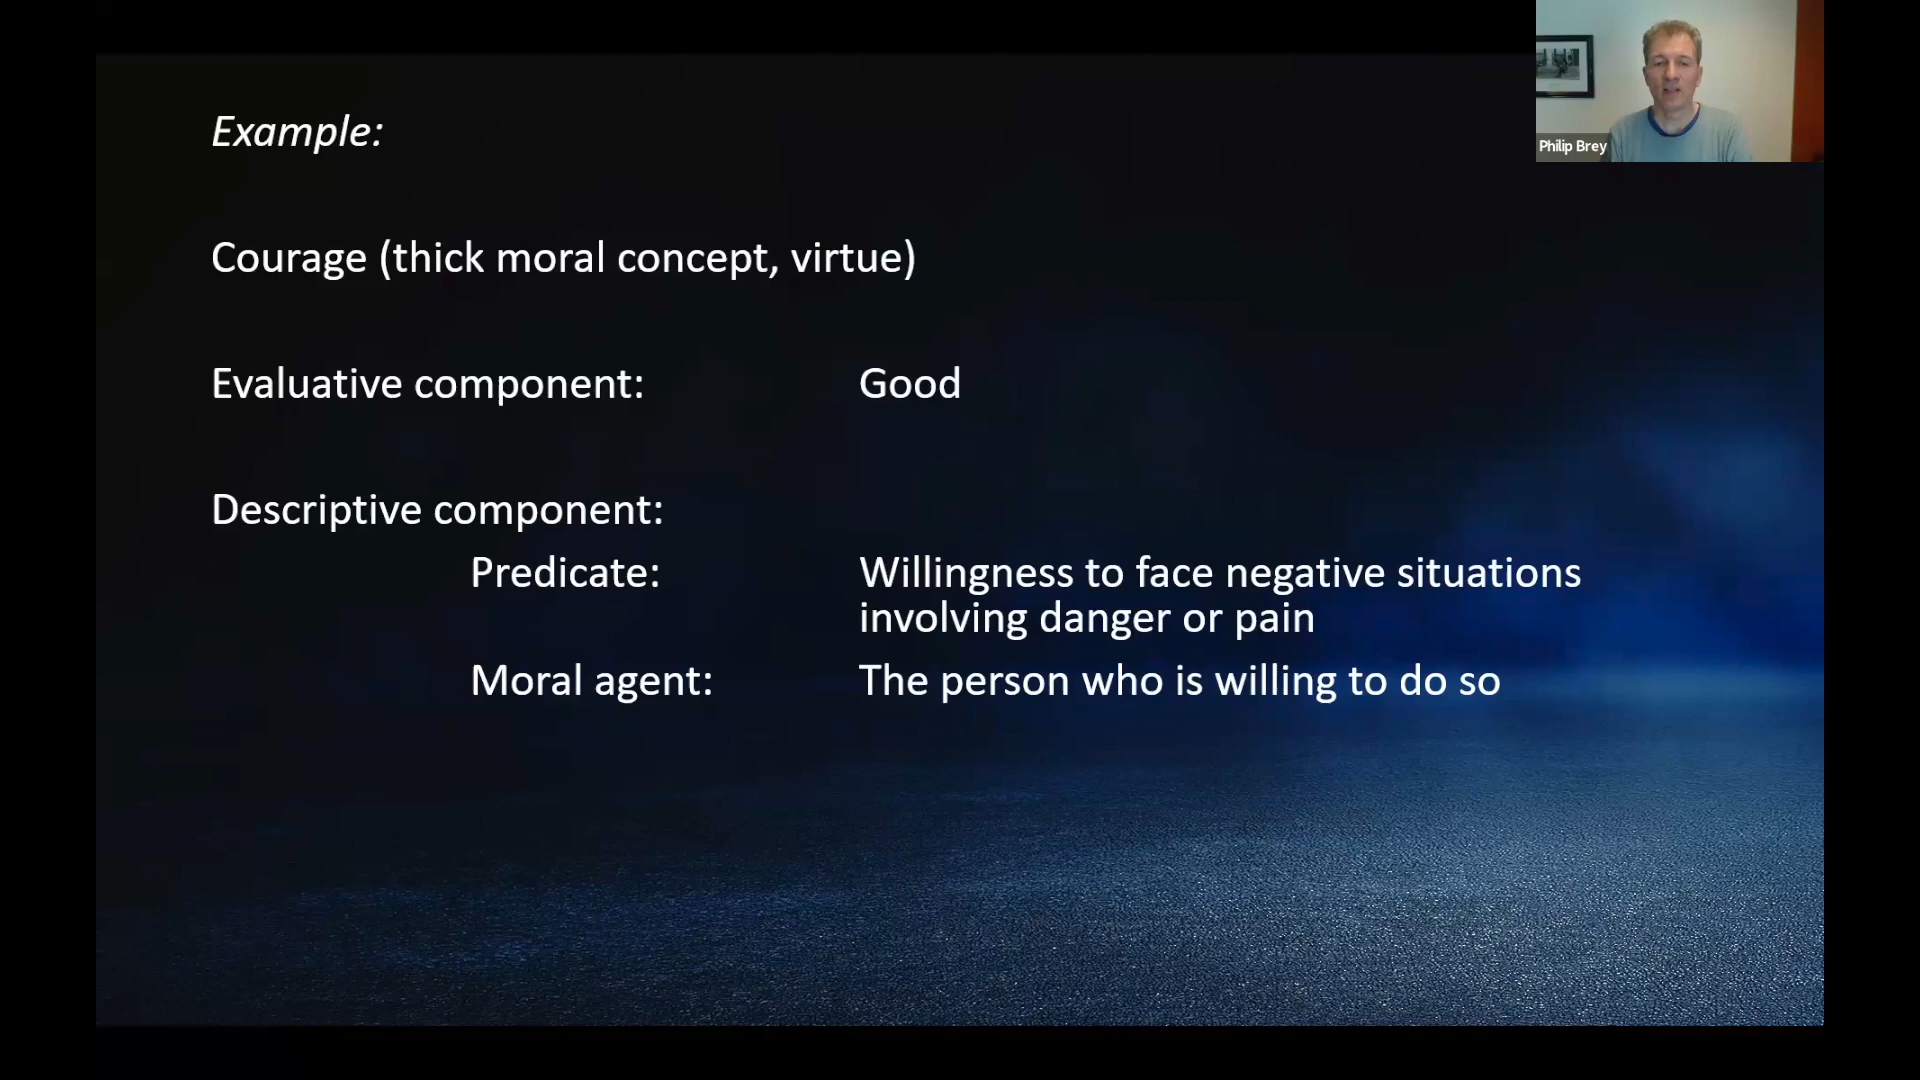 Example:
Philip Brey
Courage (thick moral concept, virtue)
Evaluative component: Good
Descriptive component:
Predicate: Willingness to face negative situations
involving danger or pain
Moral agent: The person who is willing to do so